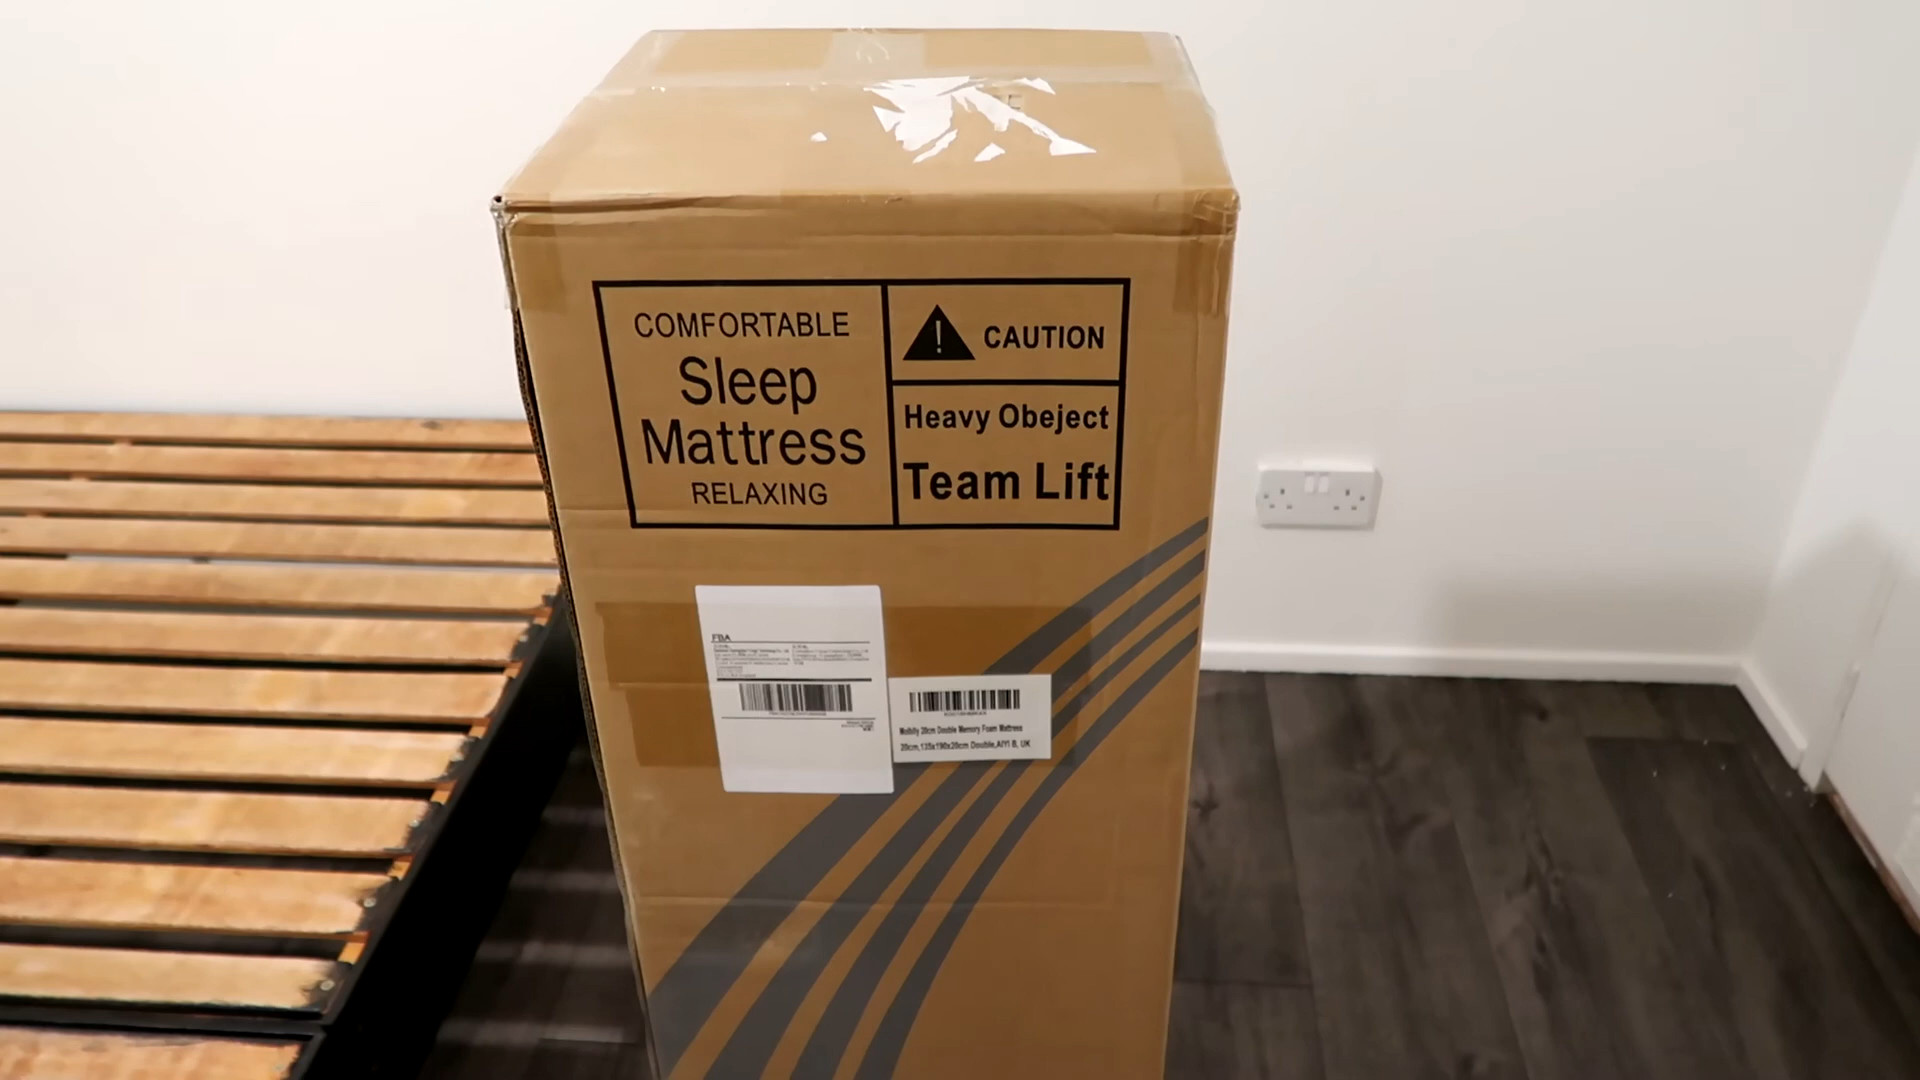 COMFORTABLE
Sleep
Mattress
RELAXING
CAUTION
Heavy Obeject
Team Lift
FBA
20cm Double Memory Foam Mattress
20cm,135x190x20cm Double,AIYI B, UK